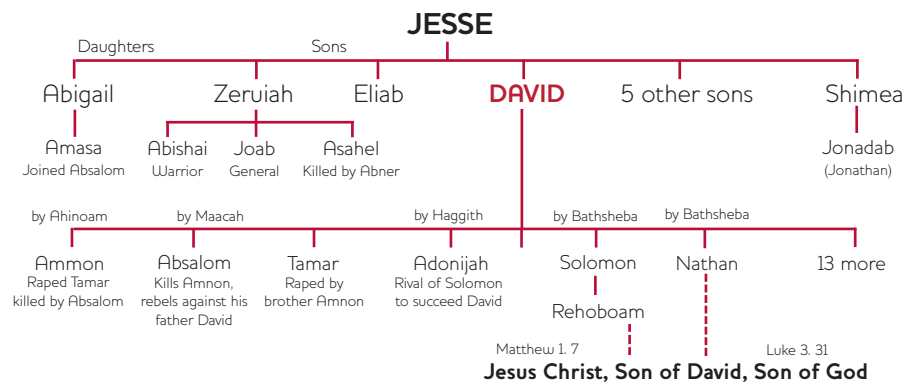 JESSE
Daughters
Sons
Abigail
Zeruiah
Eliab
DAVID
5 other sons
Shimea
Amasa
Joined Absalom
Abishai
Warrior
Joab
General
Asahel
Killed by Abner
Jonadab
(Jonathan)
by Ahinoam
by Maacah
by Haggith
by Bathsheba
by Bathsheba
Ammon
Raped Tamar
killed by Absalom
Absalom
Kills Amnon,
rebels against his
father David
Tamar
Raped by
brother Amnon
Adonijah
Rival of Solomon
to succeed David
Solomon
Nathan
13 more
Rehoboam
Matthew 1. 7
Luke 3. 31
Jesus Christ, Son of David, Son of God